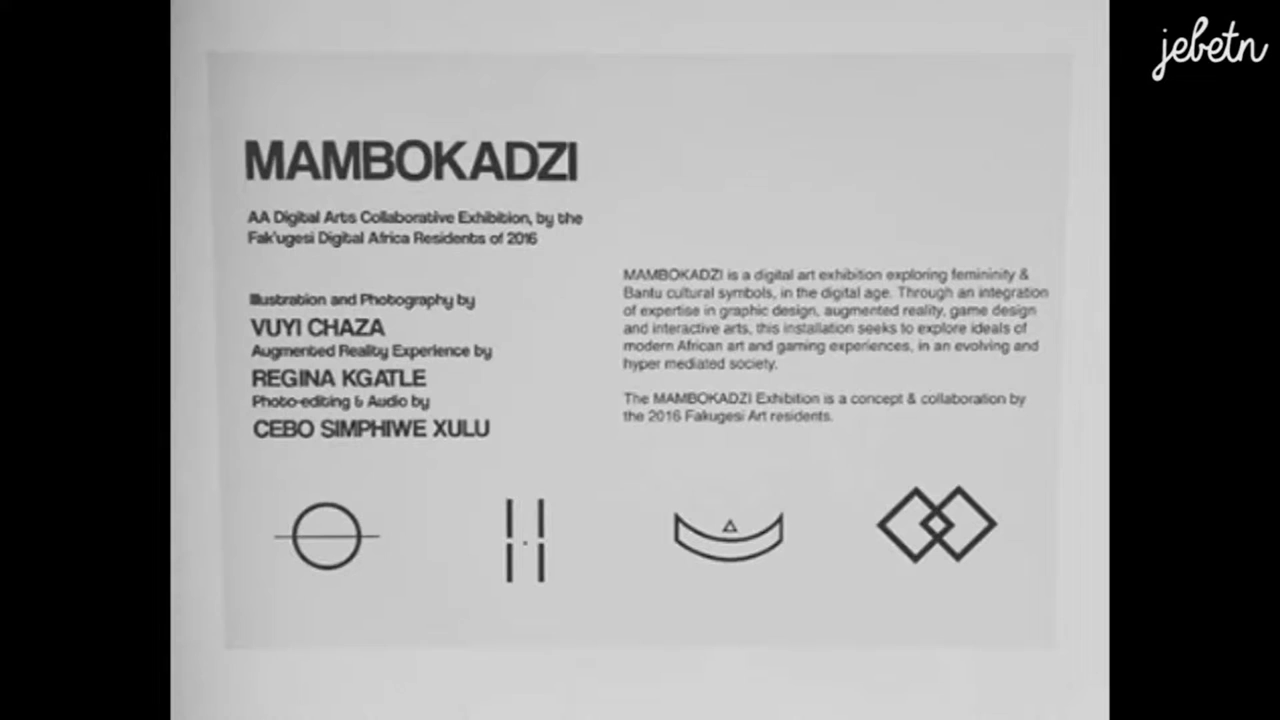 jebetn
MAMBOKADZI
AA Digital Arts Collaborative Exhibition, by the
Fak'ugesi Digital Africa Residents of 2016
Illustration and Photography by
VUYI CHAZA
Augmented Reality Experience by
REGINA KGATLE
Photo-editing & Audio by
CEBO SIMPHIWE XULU
MAMBOKADZI is a digital art exhibition exploring femininity &
Bantu cultural symbols, in the digital age. Through an integration
of expertise in graphic design, augmented reality, game design
and interactive arts, this installation seeks to explore ideals of
modern African art and gaming experiences, in an evolving and
hyper mediated society.
The MAMBOKADZI Exhibition is a concept & collaboration by
the 2016 Fakugesi Art residents.